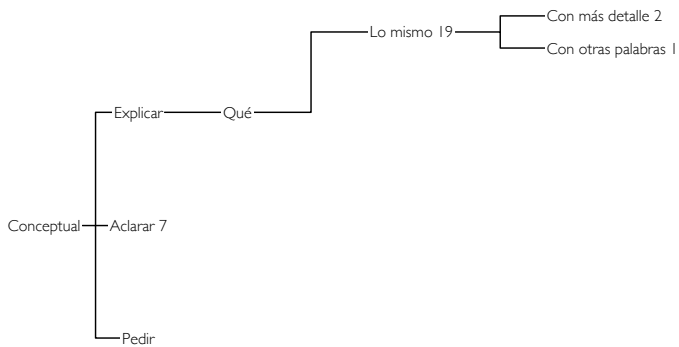 Con más detalle 2
Lo mismo 19
Con otras palabras 1
Explicar
Qué
Conceptual
Aclarar 7
Pedir